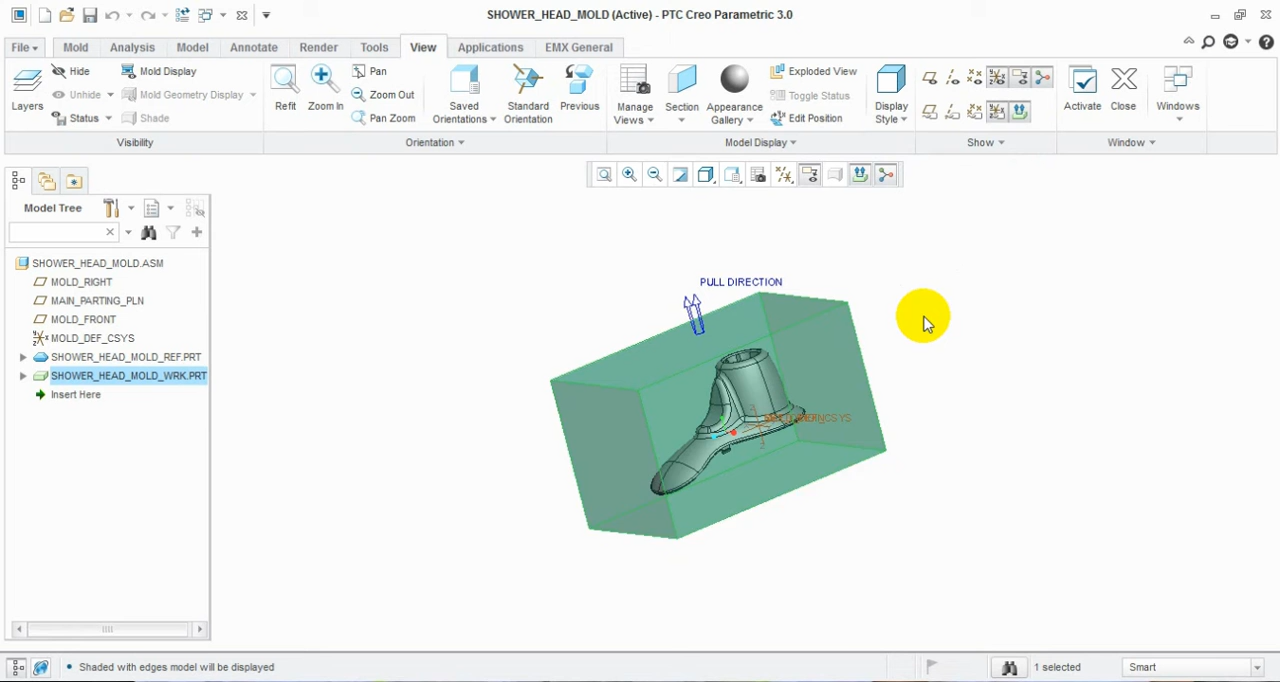 SHOWER_HEAD_MOLD (Active) - PTC Creo Parametric 3.0
File Mold Analysis Model Annotate Render Tools View Applications EMX General
Layers
Hide
Unhide
Status
Mold Display
Mold Geometry Display
Shade
Visibility
Refit
Zoom In
Pan
Zoom Out
Pan Zoom
Saved Orientations
Standard Orientation
Previous
Orientation
Manage Views
Section
Appearance Gallery
Exploded View
Toggle Status
Edit Position
Model Display
Display Style
Show
Activate
Close
Windows
Window
Model Tree
SHOWER_HEAD_MOLD.ASM
MOLD_RIGHT
MAIN_PARTING_PLN
MOLD_FRONT
MOLD_DEF_CSYS
SHOWER_HEAD_MOLD_REF.PRT
SHOWER_HEAD_MOLD_WRK.PRT
Insert Here
PULL DIRECTION
Shaded with edges model will be displayed
1 selected
Smart